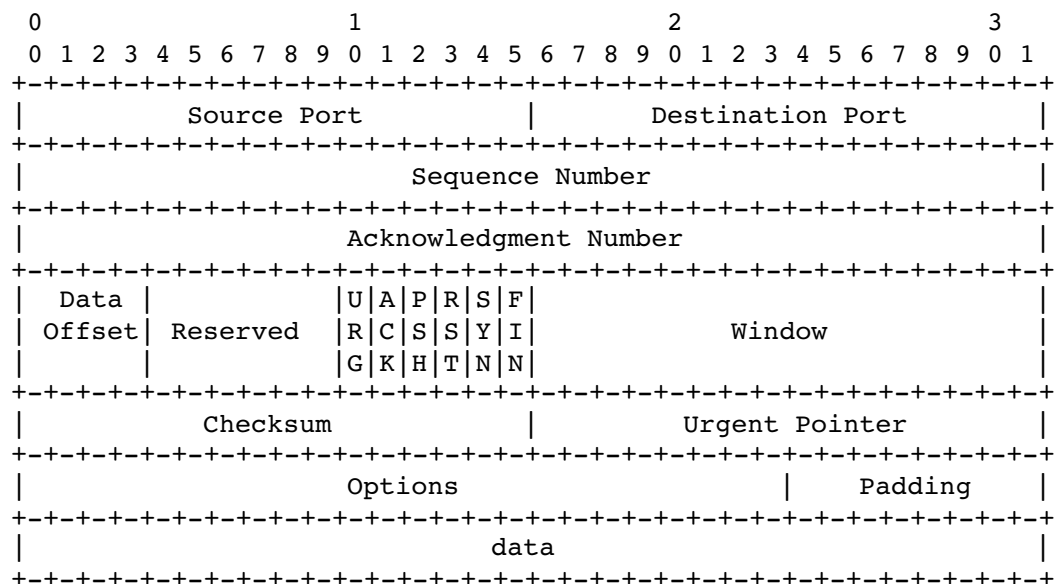 0                   1                   2                   3
 0 1 2 3 4 5 6 7 8 9 0 1 2 3 4 5 6 7 8 9 0 1 2 3 4 5 6 7 8 9 0 1
+-+-+-+-+-+-+-+-+-+-+-+-+-+-+-+-+-+-+-+-+-+-+-+-+-+-+-+-+-+-+-+-+
|          Source Port          |       Destination Port        |
+-+-+-+-+-+-+-+-+-+-+-+-+-+-+-+-+-+-+-+-+-+-+-+-+-+-+-+-+-+-+-+-+
|                        Sequence Number                        |
+-+-+-+-+-+-+-+-+-+-+-+-+-+-+-+-+-+-+-+-+-+-+-+-+-+-+-+-+-+-+-+-+
|                    Acknowledgment Number                      |
+-+-+-+-+-+-+-+-+-+-+-+-+-+-+-+-+-+-+-+-+-+-+-+-+-+-+-+-+-+-+-+-+
|  Data |           |U|A|P|R|S|F|                               |
| Offset| Reserved  |R|C|S|S|Y|I|            Window             |
|       |           |G|K|H|T|N|N|                               |
+-+-+-+-+-+-+-+-+-+-+-+-+-+-+-+-+-+-+-+-+-+-+-+-+-+-+-+-+-+-+-+-+
|           Checksum            |         Urgent Pointer        |
+-+-+-+-+-+-+-+-+-+-+-+-+-+-+-+-+-+-+-+-+-+-+-+-+-+-+-+-+-+-+-+-+
|                    Options                    |    Padding    |
+-+-+-+-+-+-+-+-+-+-+-+-+-+-+-+-+-+-+-+-+-+-+-+-+-+-+-+-+-+-+-+-+
|                             data                              |
+-+-+-+-+-+-+-+-+-+-+-+-+-+-+-+-+-+-+-+-+-+-+-+-+-+-+-+-+-+-+-+-+